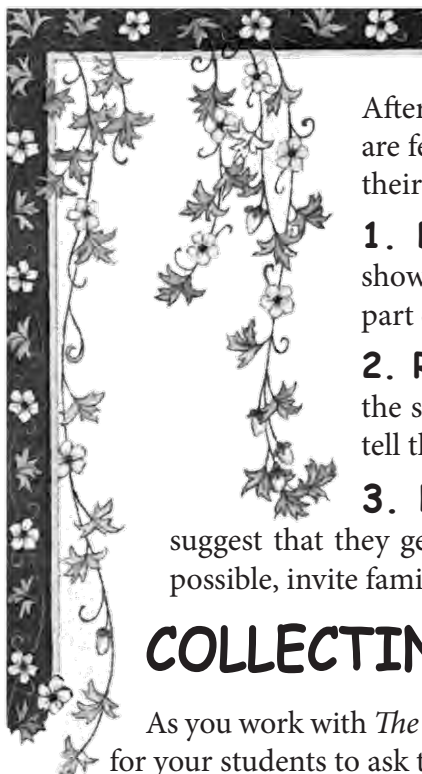 After
are fe
their
1.
show
part
2.
the s
tell th
3.
suggest that they ge
possible, invite fami
COLLECTIN
As you work with The
for your students to ask t